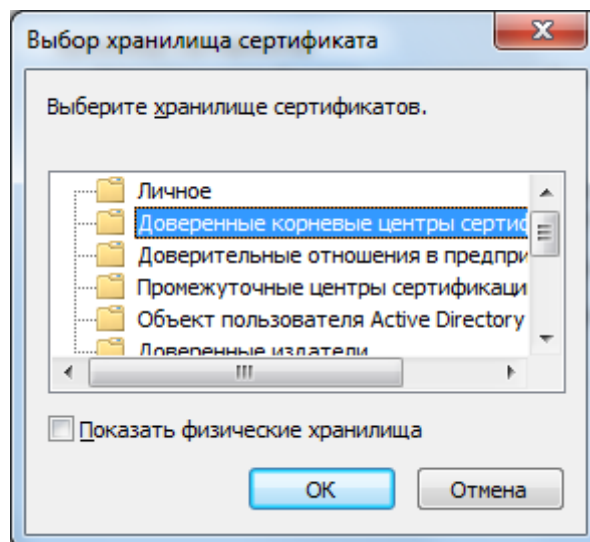 Выбор хранилища сертификата
Выберите хранилище сертификатов.
Личное
Доверенные корневые центры сертиф
Доверительные отношения в предпри
Промежуточные центры сертификаци
Объект пользователя Active Directory
Доверенные издатели
Показать физические хранилища
ОК
Отмена